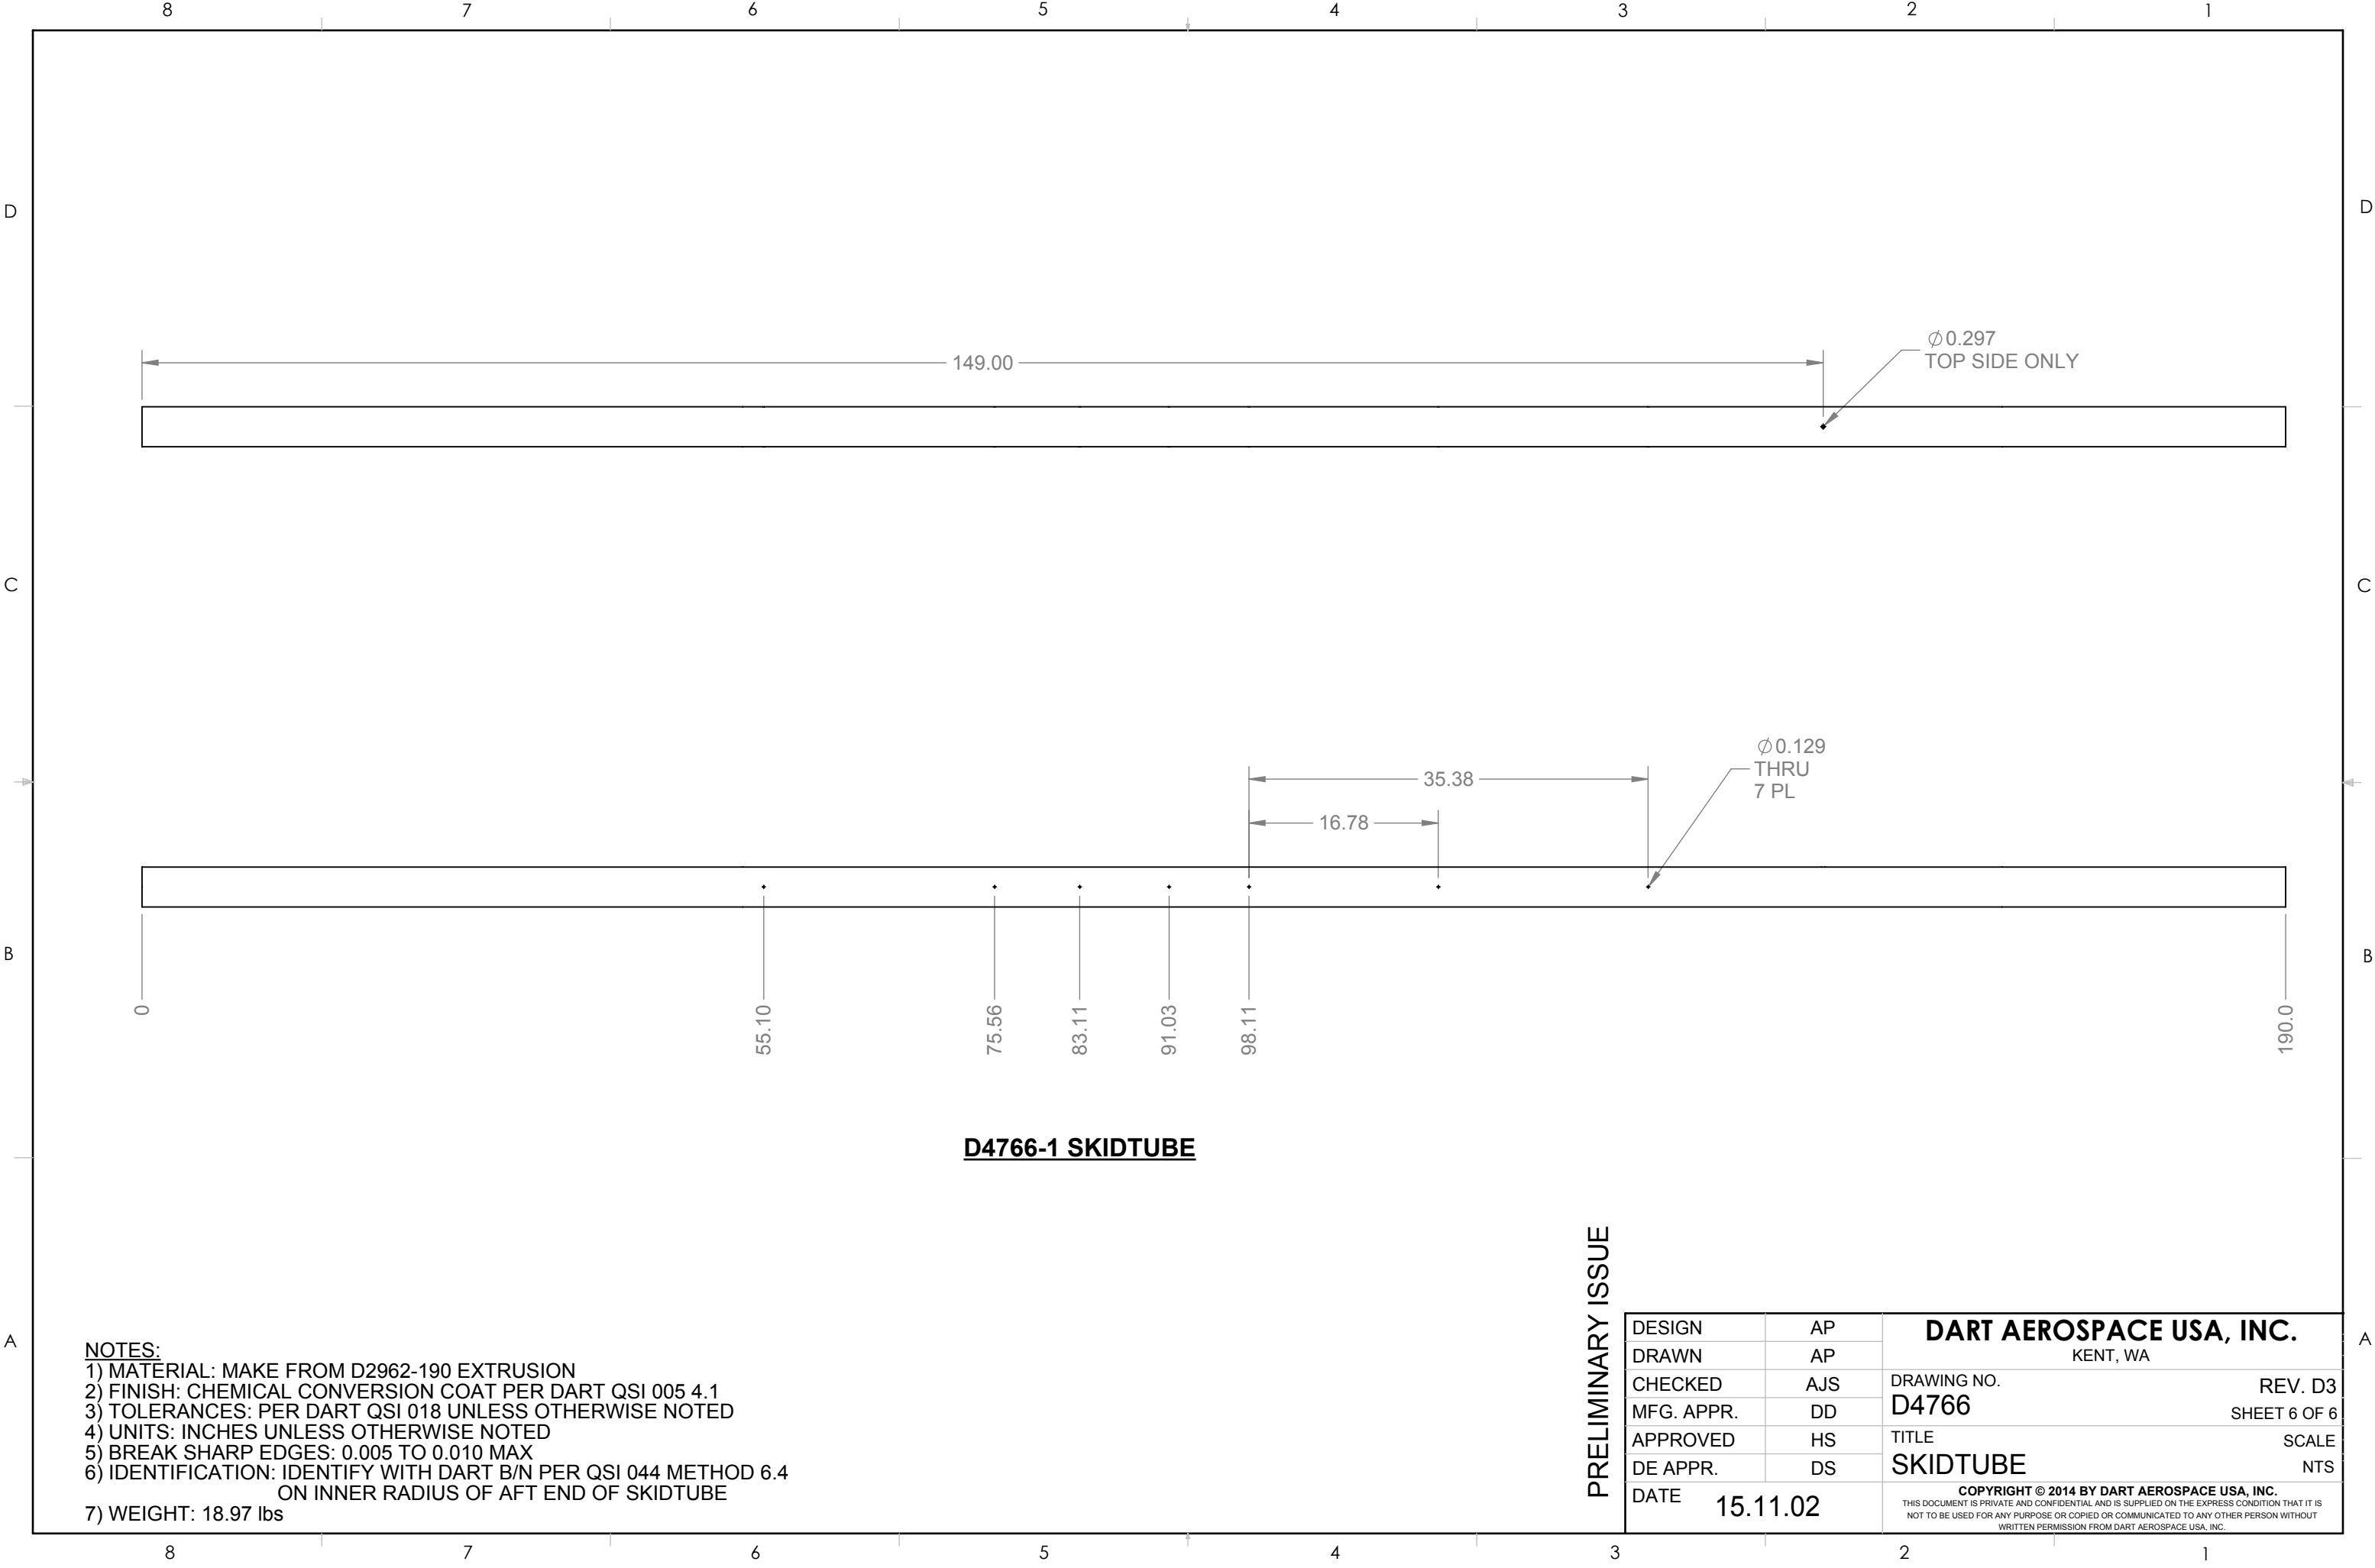 8 7 6 5 4 3 2 1
D D
149.00
Ø0.297
TOP SIDE ONLY
C C
Ø0.129
THRU
7 PL
35.38
16.78
B B
0 55.10 75.56 83.11 91.03 98.11 190.0
D4766-1 SKIDTUBE
A A
NOTES:
1) MATERIAL: MAKE FROM D2962-190 EXTRUSION
2) FINISH: CHEMICAL CONVERSION COAT PER DART QSI 005 4.1
3) TOLERANCES: PER DART QSI 018 UNLESS OTHERWISE NOTED
4) UNITS: INCHES UNLESS OTHERWISE NOTED
5) BREAK SHARP EDGES: 0.005 TO 0.010 MAX
6) IDENTIFICATION: IDENTIFY WITH DART B/N PER QSI 044 METHOD 6.4
ON INNER RADIUS OF AFT END OF SKIDTUBE
7) WEIGHT: 18.97 lbs
PRELIMINARY ISSUE
DESIGN AP
DRAWN AP
CHECKED AJS
MFG. APPR. DD
APPROVED HS
DE APPR. DS
DATE 15.11.02
DART AEROSPACE USA, INC.
KENT, WA
DRAWING NO. REV. D3
D4766 SHEET 6 OF 6
TITLE SCALE
SKIDTUBE NTS
COPYRIGHT © 2014 BY DART AEROSPACE USA, INC.
THIS DOCUMENT IS PRIVATE AND CONFIDENTIAL AND IS SUPPLIED ON THE EXPRESS CONDITION THAT IT IS
NOT TO BE USED FOR ANY PURPOSE OR COPIED OR COMMUNICATED TO ANY OTHER PERSON WITHOUT
WRITTEN PERMISSION FROM DART AEROSPACE USA, INC.
8 7 6 5 4 3 2 1